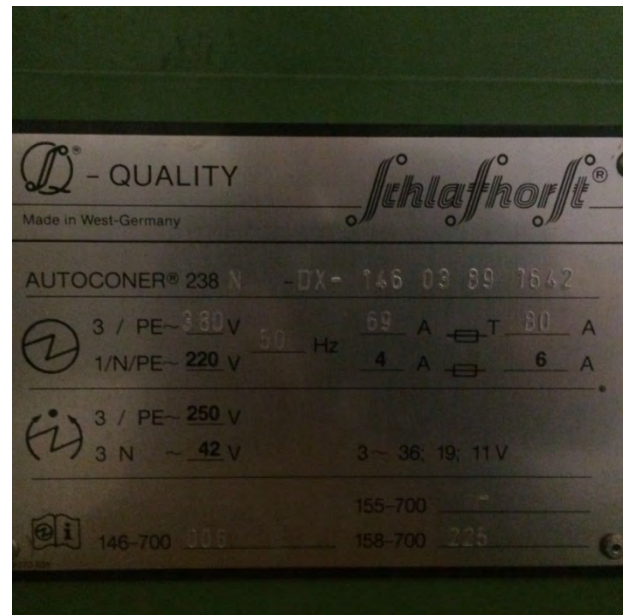 - QUALITY
Schlafhorst®
Made in West-Germany
AUTOCONER® 238 N -DX- 146 03 89 1642
3 / PE~ 380 V 50 Hz 69 A T 80 A
1/N/PE~ 220 V 4 A 6 A
3 / PE~ 250 V
3 N ~ 42 V 3~ 36; 19; 11 V
155-700 -
146-700 006 158-700 225